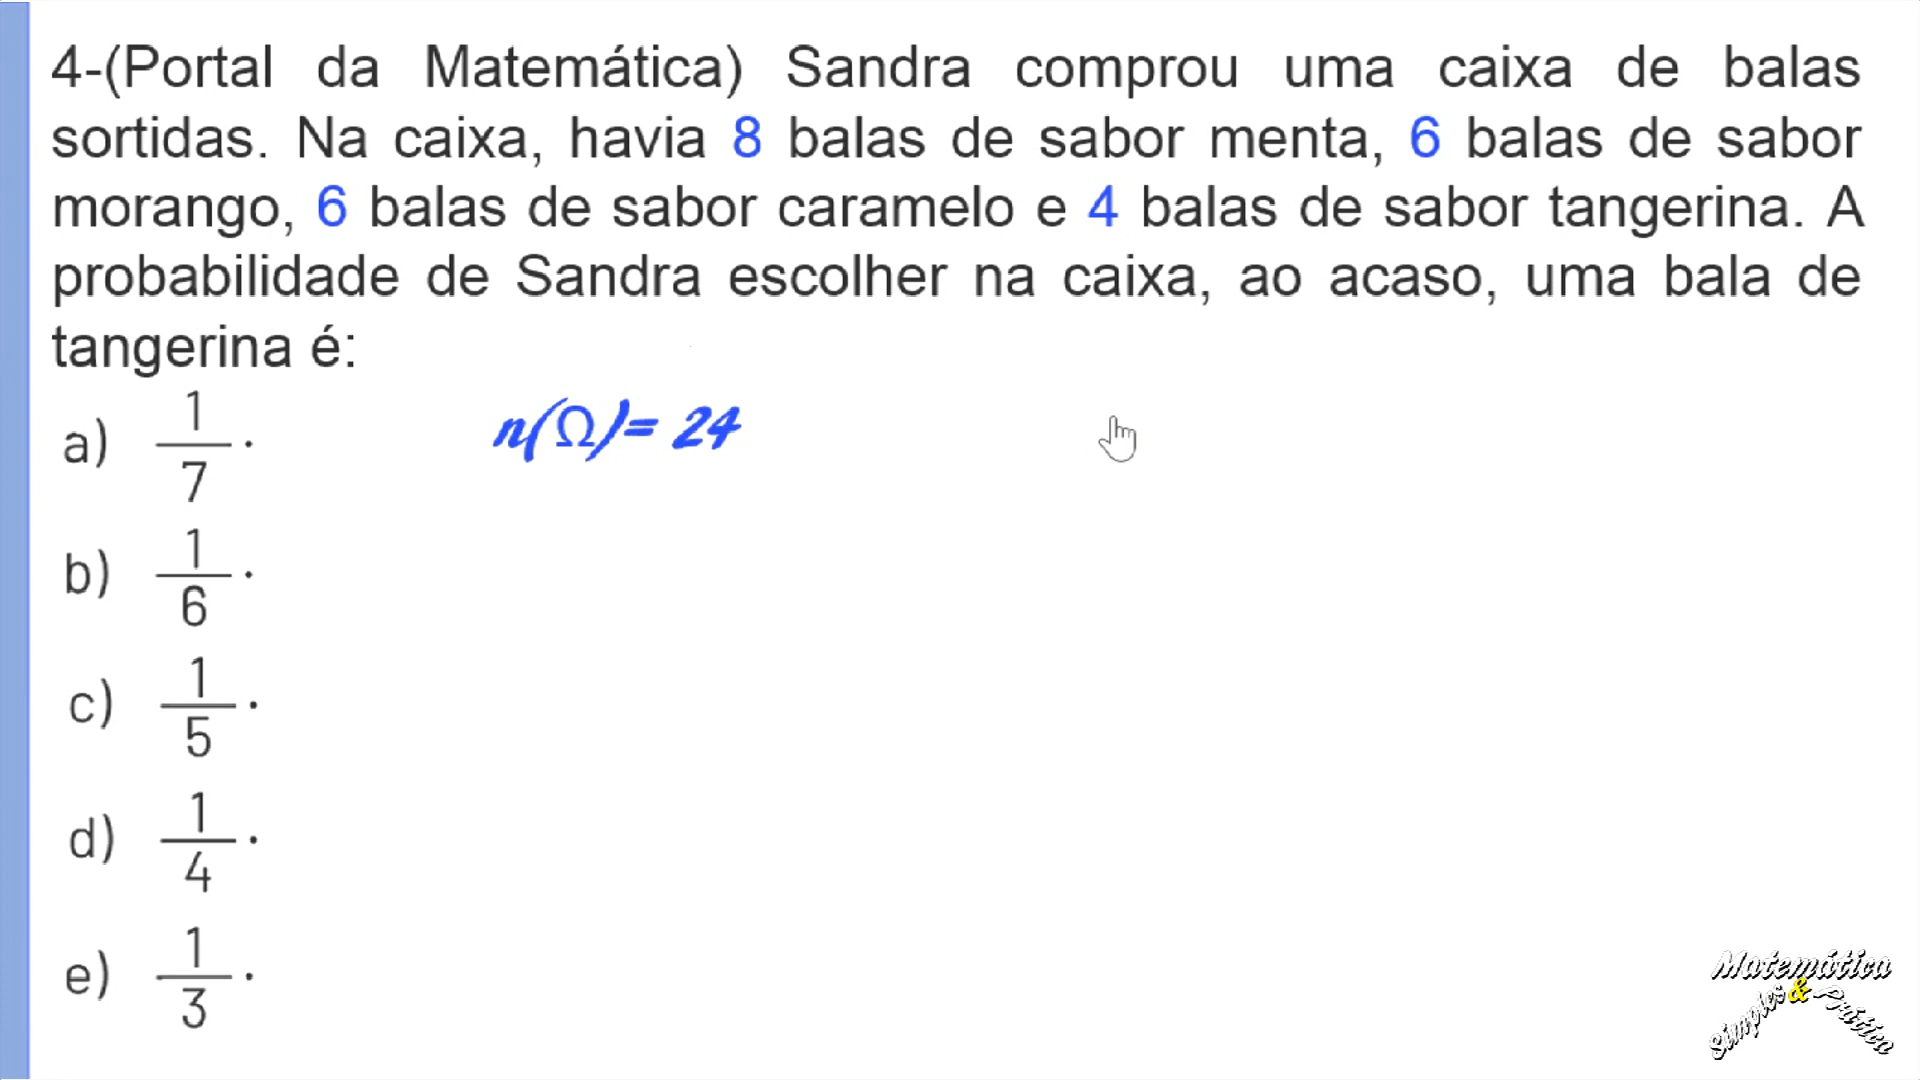 4-(Portal da Matemática) Sandra comprou uma caixa de balas
sortidas. Na caixa, havia 8 balas de sabor menta, 6 balas de sabor
morango, 6 balas de sabor caramelo e 4 balas de sabor tangerina. A
probabilidade de Sandra escolher na caixa, ao acaso, uma bala de
tangerina é:
a) 1/7.
n(Ω)= 24
b) 1/6.
c) 1/5.
d) 1/4.
e) 1/3.
Matemática
Simples & Prática